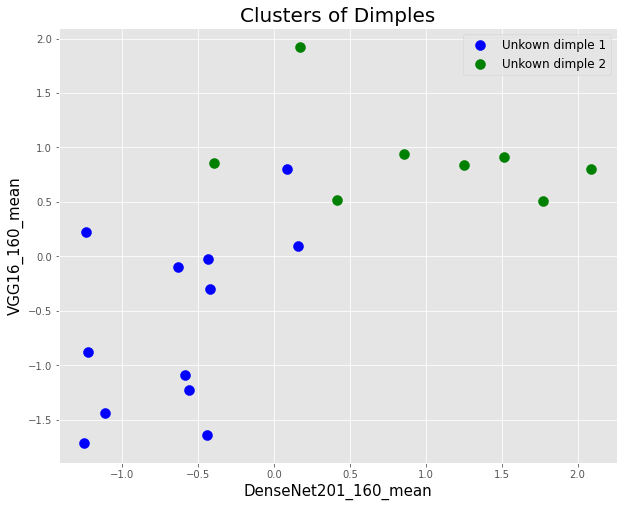 Clusters of Dimples
Unkown dimple 1
Unkown dimple 2
2.0
1.5
1.0
0.5
0.0
−0.5
−1.0
−1.5
VGG16_160_mean
−1.0 −0.5 0.0 0.5 1.0 1.5 2.0
DenseNet201_160_mean